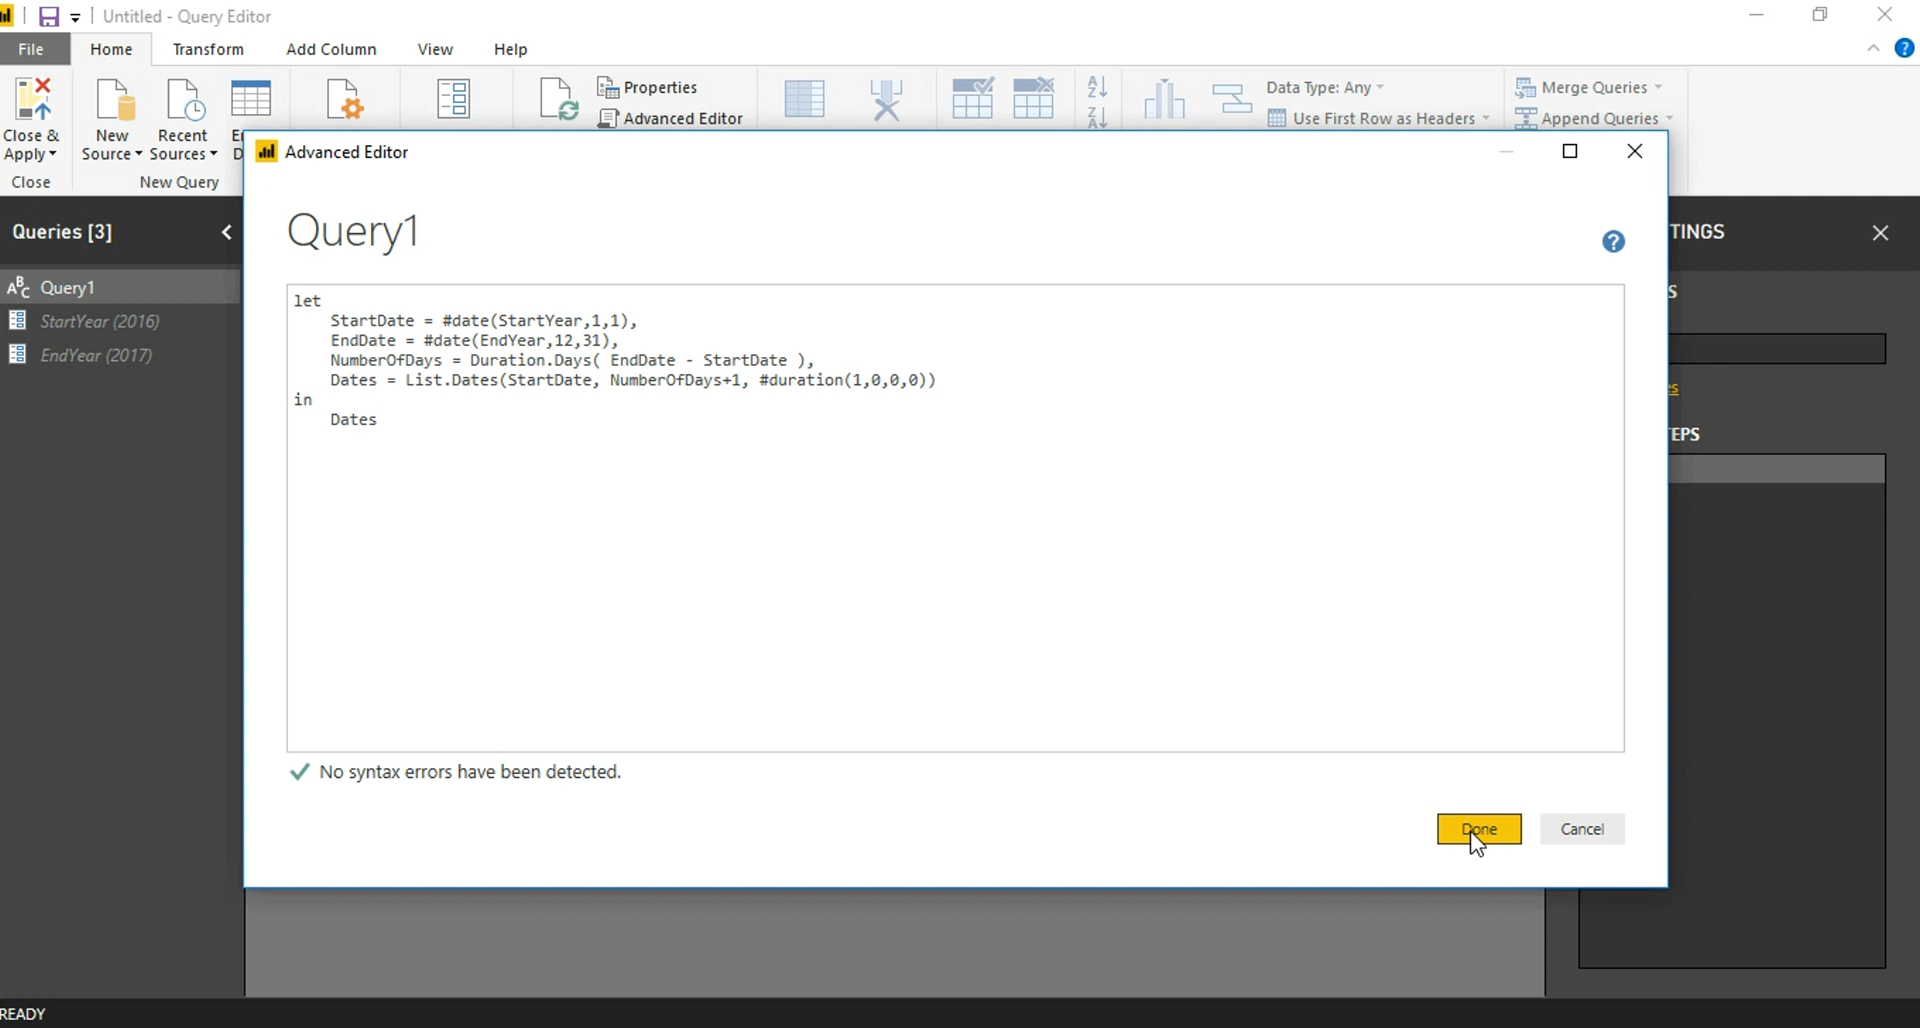 Untitled - Query Editor
File Home Transform Add Column View Help
Close & Apply
New Source
Recent Sources
Properties
Advanced Editor
Data Type: Any
Use First Row as Headers
Merge Queries
Append Queries
Close
New Query
Advanced Editor
Queries [3]
Query1
StartYear (2016)
EndYear (2017)
Query1
let
StartDate = #date(StartYear,1,1),
EndDate = #date(EndYear,12,31),
NumberOfDays = Duration.Days( EndDate - StartDate ),
Dates = List.Dates(StartDate, NumberOfDays+1, #duration(1,0,0,0))
in
Dates
No syntax errors have been detected.
Done
Cancel
TINGS
TEPS
READY